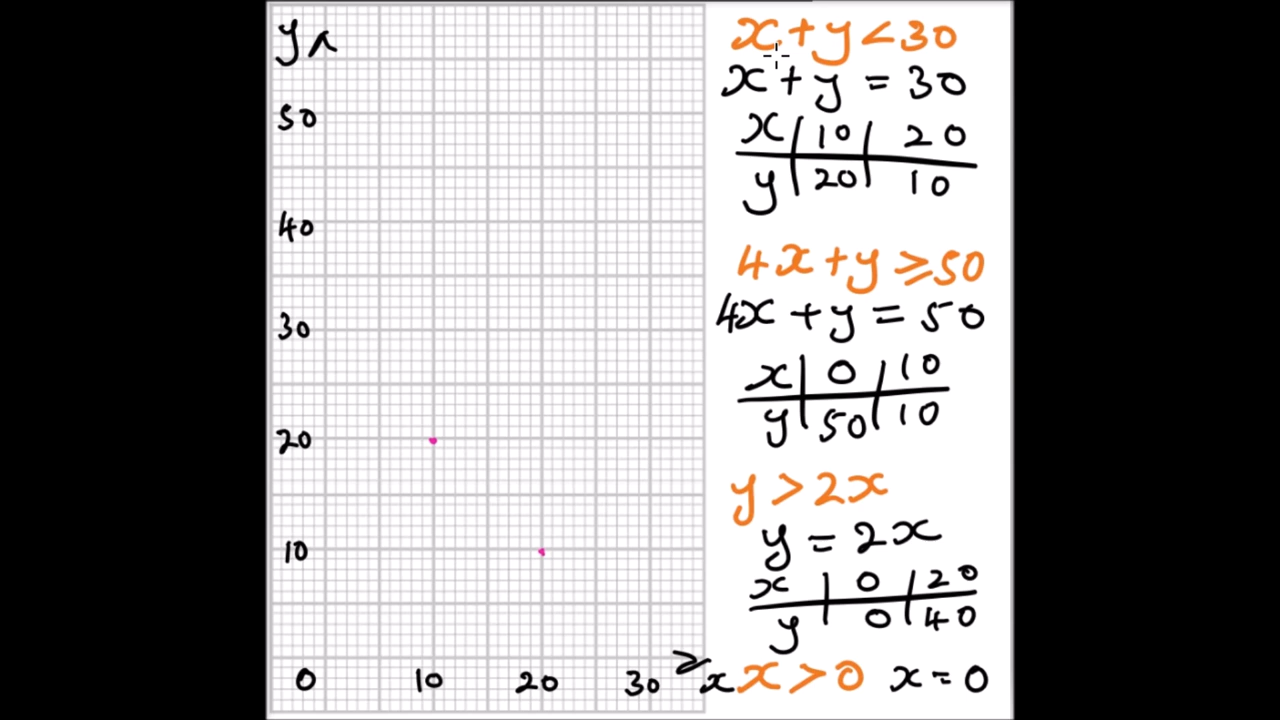 y
50
40
30
20
10
0 10 20 30 x
x + y < 30
x + y = 30
x 10 20
y 20 10
4x + y ≥ 50
4x + y = 50
x 0 10
y 50 10
y > 2x
y = 2x
x 0 20
y 0 40
x > 0 x = 0